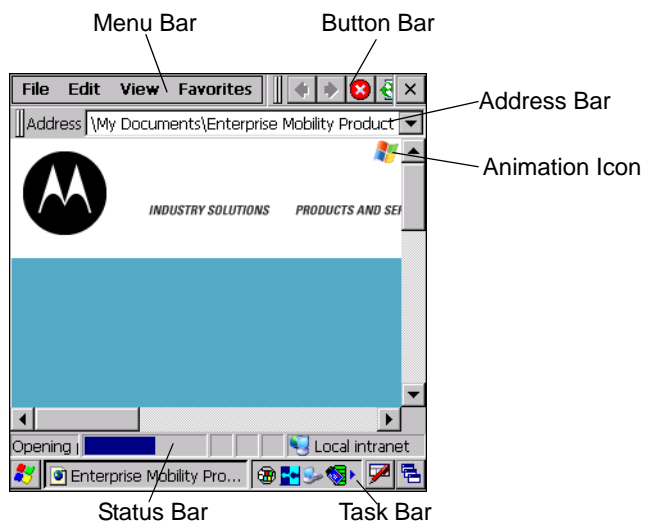 Menu Bar
Button Bar
File Edit View Favorites
Address \My Documents\Enterprise Mobility Product
Address Bar
Animation Icon
INDUSTRY SOLUTIONS PRODUCTS AND SER
Opening
Local intranet
Enterprise Mobility Pro...
Status Bar
Task Bar